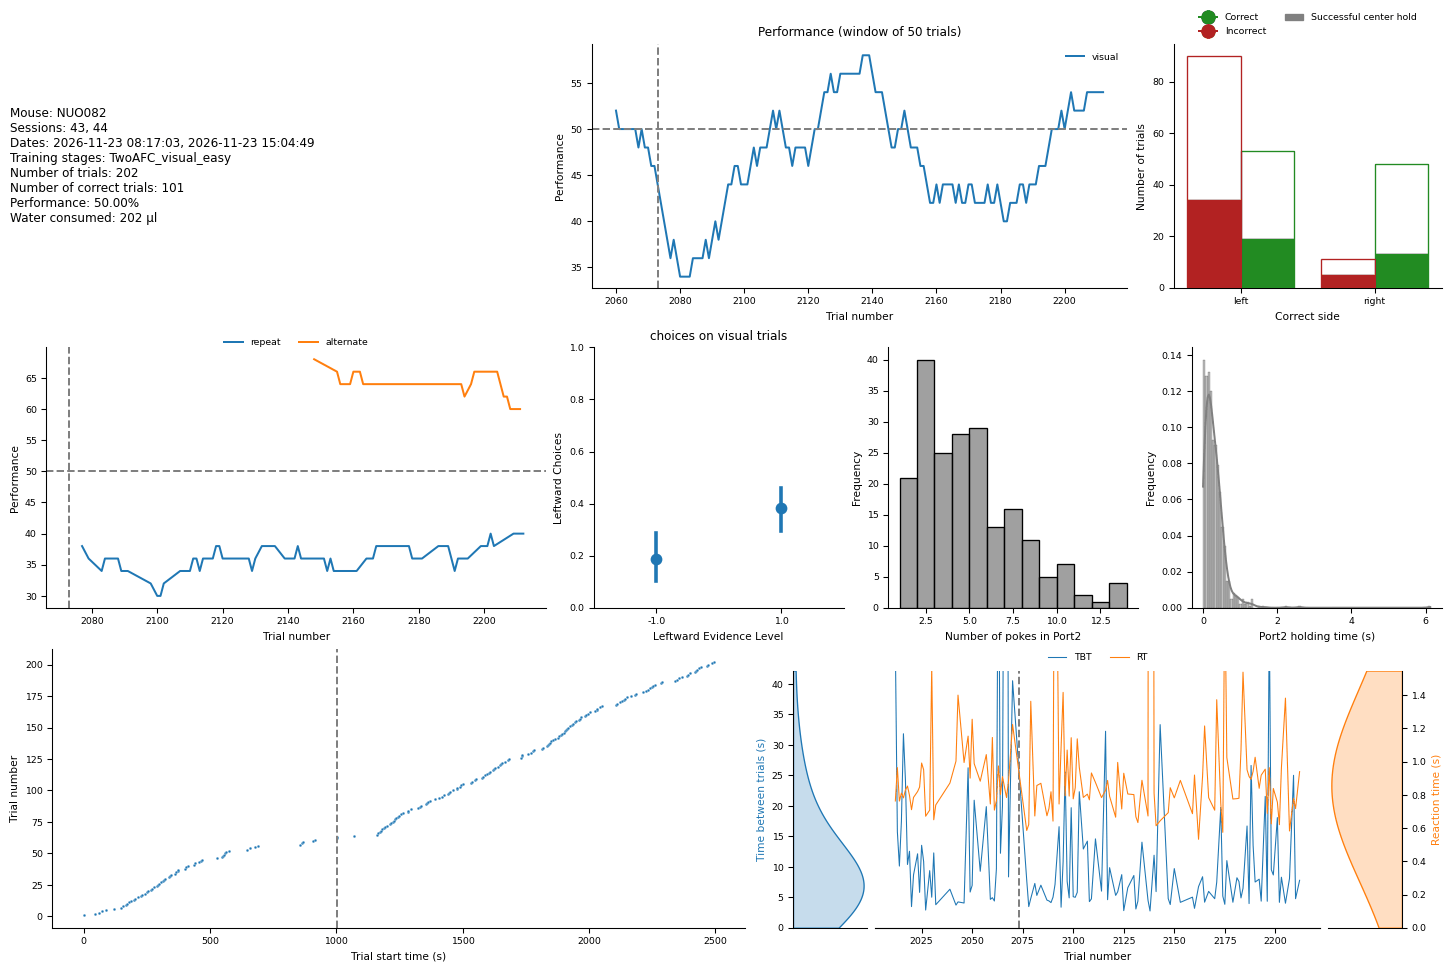 Mouse: NUO082
Sessions: 43, 44
Dates: 2026-11-23 08:17:03, 2026-11-23 15:04:49
Training stages: TwoAFC_visual_easy
Number of trials: 202
Number of correct trials: 101
Performance: 50.00%
Water consumed: 202 µl
Performance (window of 50 trials)
visual
Performance
55
50
45
40
35
2060 2080 2100 2120 2140 2160 2180 2200
Trial number
Correct
Incorrect
Successful center hold
Number of trials
80
60
40
20
0
left right
Correct side
repeat alternate
Performance
65
60
55
50
45
40
35
30
2080 2100 2120 2140 2160 2180 2200
Trial number
choices on visual trials
Leftward Choices
1.0
0.8
0.6
0.4
0.2
0.0
-1.0 1.0
Leftward Evidence Level
Frequency
40
35
30
25
20
15
10
5
0
2.5 5.0 7.5 10.0 12.5
Number of pokes in Port2
Frequency
0.14
0.12
0.10
0.08
0.06
0.04
0.02
0.00
0 2 4 6
Port2 holding time (s)
Trial number
200
175
150
125
100
75
50
25
0
0 500 1000 1500 2000 2500
Trial start time (s)
TBT RT
Time between trials (s)
40
35
30
25
20
15
10
5
0
2025 2050 2075 2100 2125 2150 2175 2200
Trial number
1.4
1.2
1.0
0.8
0.6
0.4
0.2
0.0
Reaction time (s)